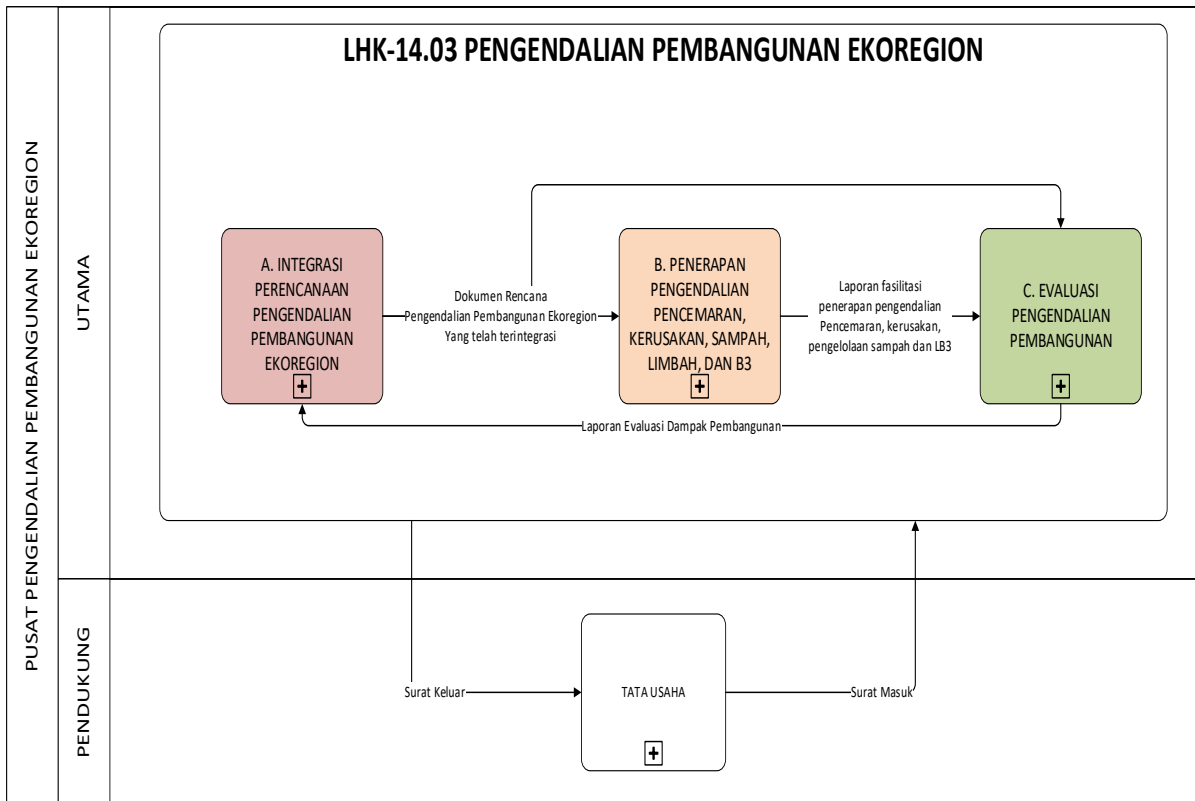 PUSAT PENGENDALIAN PEMBANGUNAN EKOREGION
UTAMA
LHK-14.03 PENGENDALIAN PEMBANGUNAN EKOREGION
A. INTEGRASI
PERENCANAAN
PENGENDALIAN
PEMBANGUNAN
EKOREGION
Dokumen Rencana
Pengendalian Pembangunan Ekoregion
Yang telah terintegrasi
B. PENERAPAN
PENGENDALIAN
PENCEMARAN,
KERUSAKAN, SAMPAH,
LIMBAH, DAN B3
Laporan fasilitasi
penerapan pengendalian
Pencemaran, kerusakan,
pengelolaan sampah dan LB3
C. EVALUASI
PENGENDALIAN
PEMBANGUNAN
Laporan Evaluasi Dampak Pembangunan
PENDUKUNG
Surat Keluar
TATA USAHA
Surat Masuk